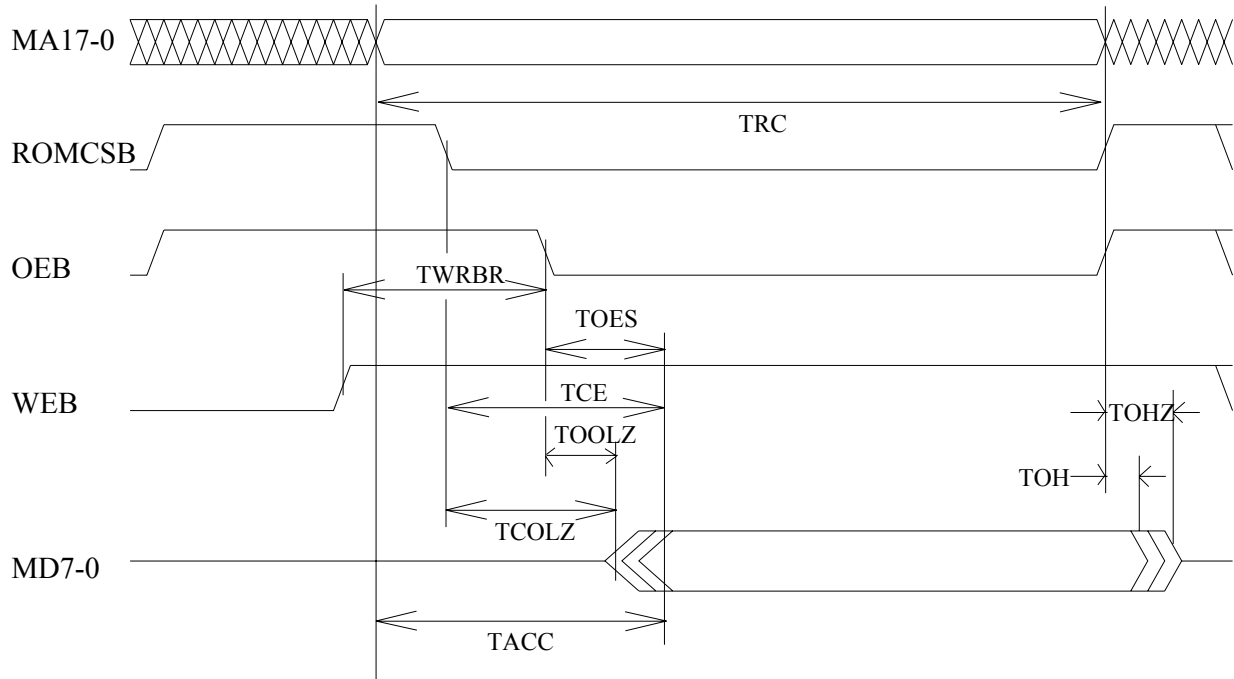 MA17-0
TRC
ROMCSB
OEB
TWRBR
TOES
WEB
TCE
TOHZ
TOOLZ
TOH
TCOLZ
MD7-0
TACC